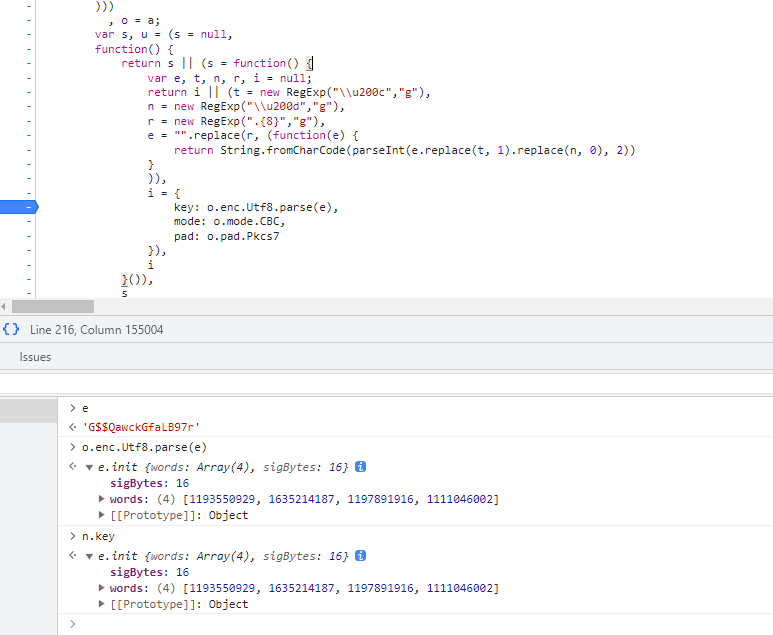 )))
, o = a;
var s, u = (s = null,
function() {
return s || (s = function() {
var e, t, n, r, i = null;
return i || (t = new RegExp("\\u200c","g"),
n = new RegExp("\\u200d","g"),
r = new RegExp(".{8}","g"),
e = "".replace(r, (function(e) {
return String.fromCharCode(parseInt(e.replace(t, 1).replace(n, 0), 2))
}
)),
i = {
key: o.enc.Utf8.parse(e),
mode: o.mode.CBC,
pad: o.pad.Pkcs7
}),
i
}()),
s
{} Line 216, Column 155004
Issues
> e
'G$$QawckGfaLB97r'
> o.enc.Utf8.parse(e)
e.init {words: Array(4), sigBytes: 16}
sigBytes: 16
words: (4) [1193550929, 1635214187, 1197891916, 1111046002]
[[Prototype]]: Object
> n.key
e.init {words: Array(4), sigBytes: 16}
sigBytes: 16
words: (4) [1193550929, 1635214187, 1197891916, 1111046002]
[[Prototype]]: Object
>